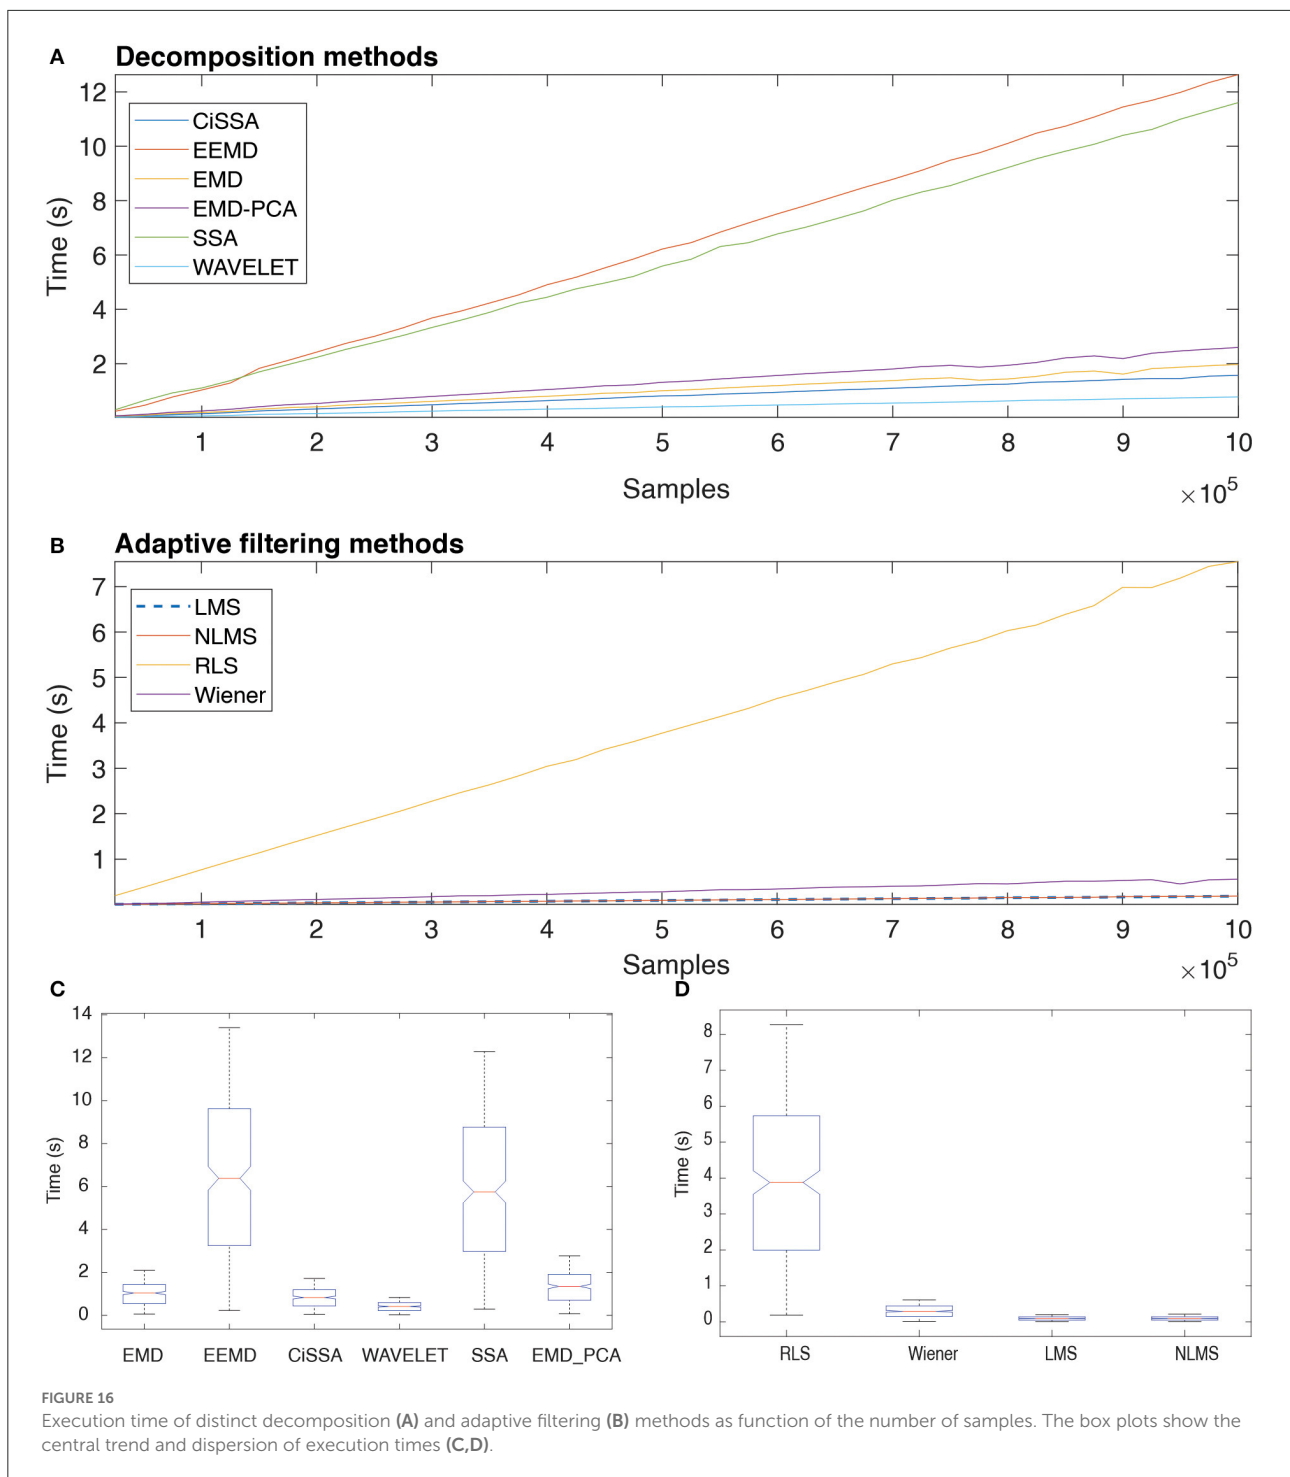 A Decomposition methods
12
10
8
6
4
2
Time (s)
CiSSA
EEMD
EMD
EMD-PCA
SSA
WAVELET
1 2 3 4 5 6 7 8 9 10
Samples
×10⁵
B Adaptive filtering methods
7
6
5
4
3
2
1
Time (s)
LMS
NLMS
RLS
Wiener
1 2 3 4 5 6 7 8 9 10
Samples
×10⁵
C
14
12
10
8
6
4
2
0
Time (s)
EMD EEMD CiSSA WAVELET SSA EMD_PCA
D
8
7
6
5
4
3
2
1
0
Time (s)
RLS Wiener LMS NLMS
FIGURE 16
Execution time of distinct decomposition (A) and adaptive filtering (B) methods as function of the number of samples. The box plots show the
central trend and dispersion of execution times (C,D).